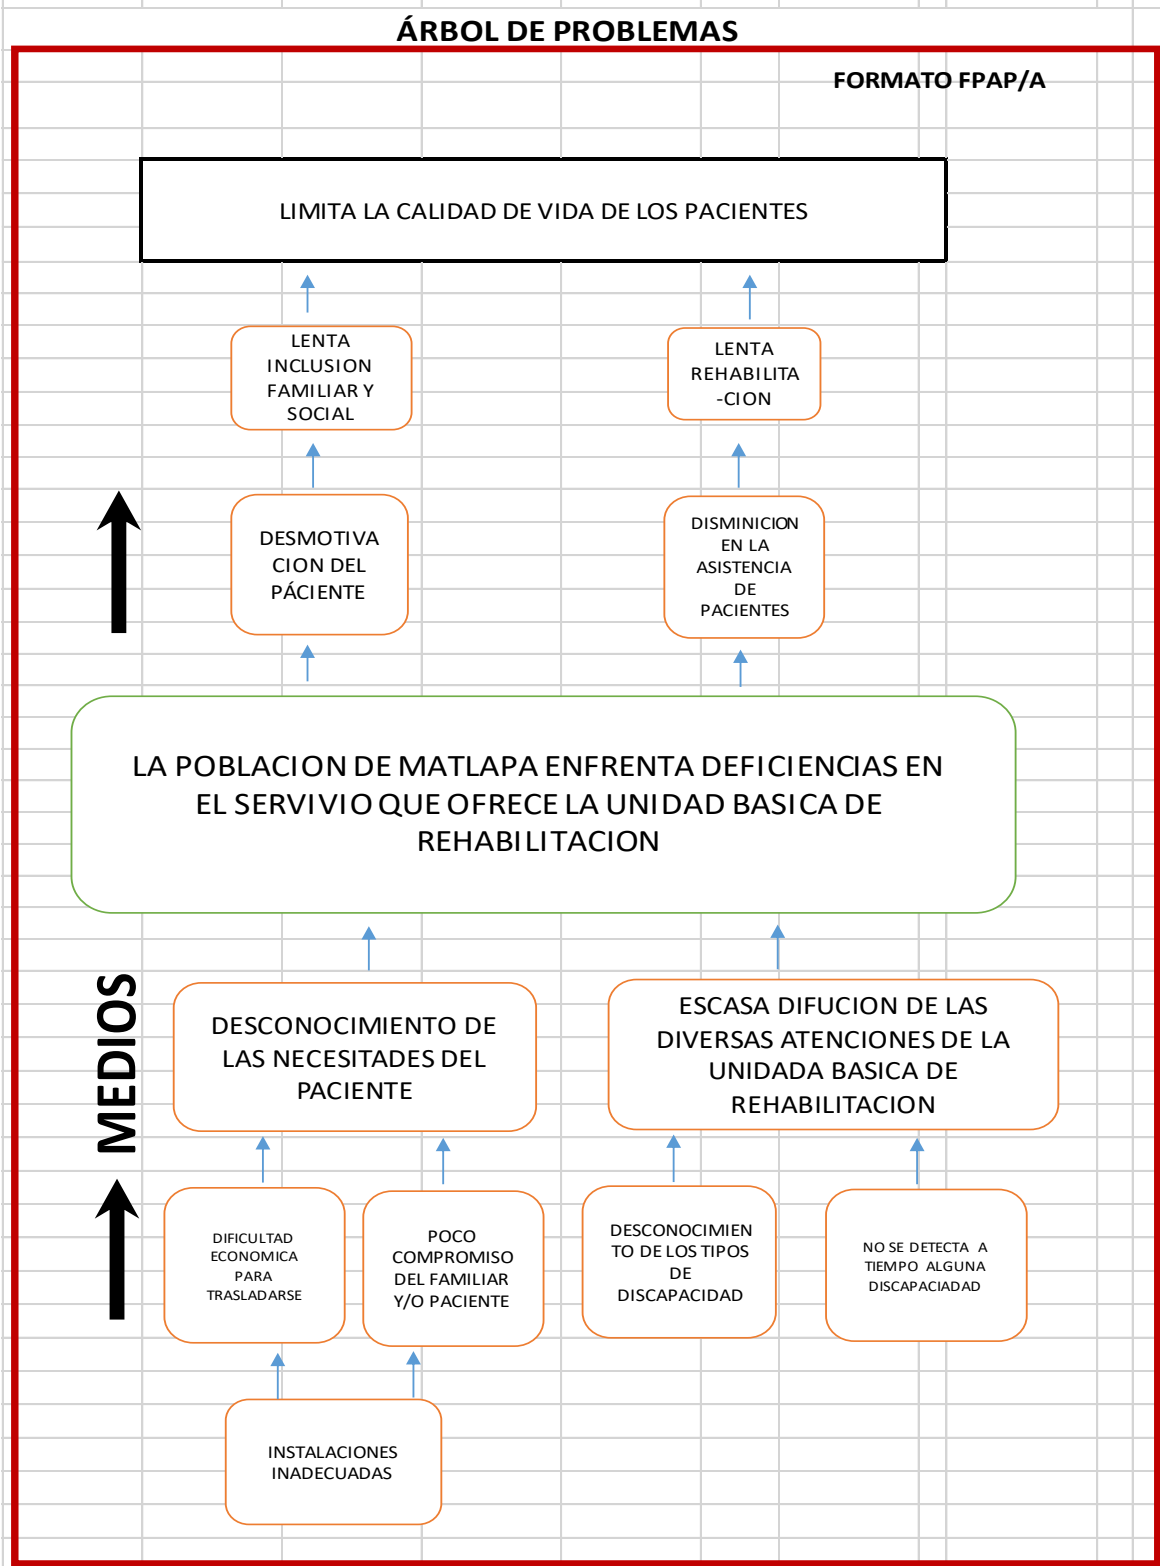 ÁRBOL DE PROBLEMAS
FORMATO FPAP/A
LIMITA LA CALIDAD DE VIDA DE LOS PACIENTES
LENTA
INCLUSION
FAMILIAR Y
SOCIAL
LENTA
REHABILITA
-CION
DESMOTIVA
CION DEL
PÁCIENTE
DISMINICION
EN LA
ASISTENCIA
DE
PACIENTES
LA POBLACION DE MATLAPA ENFRENTA DEFICIENCIAS EN
EL SERVIVIO QUE OFRECE LA UNIDAD BASICA DE
REHABILITACION
MEDIOS
DESCONOCIMIENTO DE
LAS NECESITADES DEL
PACIENTE
ESCASA DIFUCION DE LAS
DIVERSAS ATENCIONES DE LA
UNIDADA BASICA DE
REHABILITACION
DIFICULTAD
ECONOMICA
PARA
TRASLADARSE
POCO
COMPROMISO
DEL FAMILIAR
Y/O PACIENTE
DESCONOCIMIEN
TO DE LOS TIPOS
DE
DISCAPACIDAD
NO SE DETECTA A
TIEMPO ALGUNA
DISCAPACIADAD
INSTALACIONES
INADECUADAS